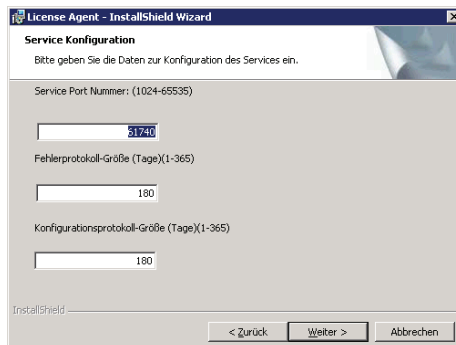 License Agent - InstallShield Wizard
Service Konfiguration
Bitte geben Sie die Daten zur Konfiguration des Services ein.
Service Port Nummer: (1024-65535)
61740
Fehlerprotokoll-Größe (Tage)(1-365)
180
Konfigurationsprotokoll-Größe (Tage)(1-365)
180
InstallShield
< Zurück Weiter > Abbrechen